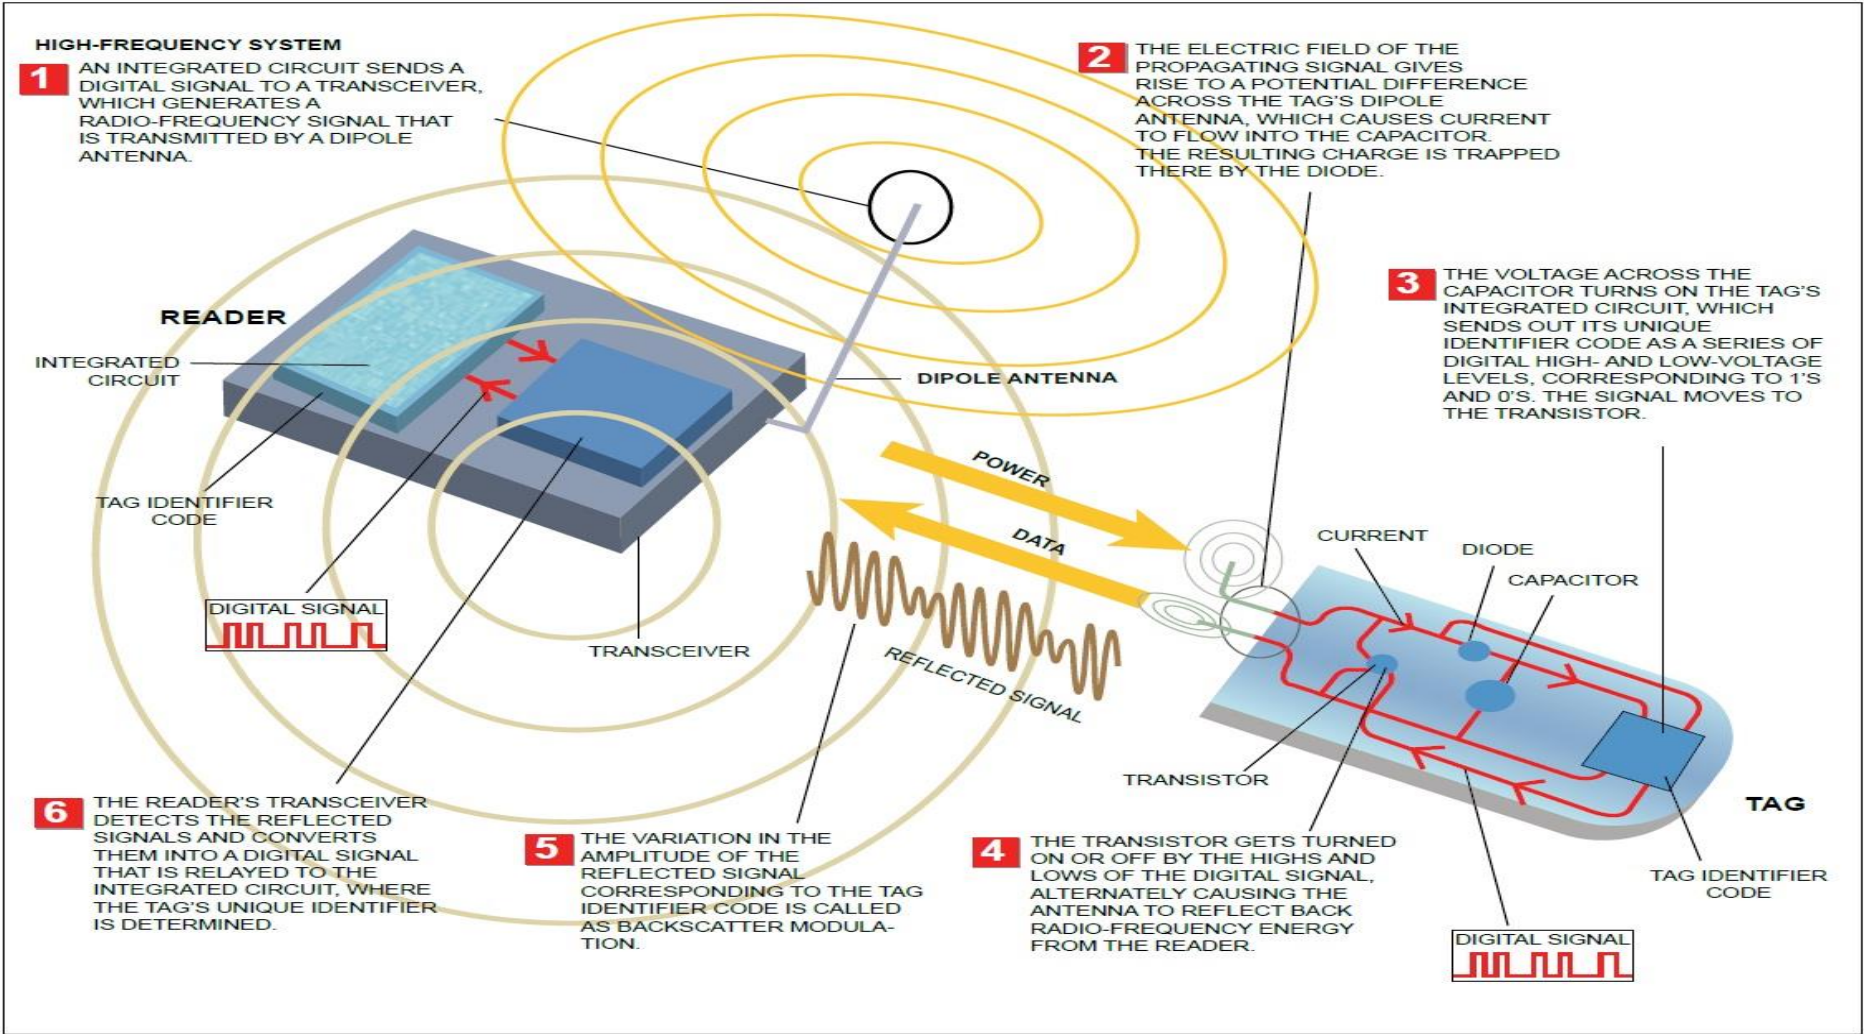 HIGH-FREQUENCY SYSTEM
1
AN INTEGRATED CIRCUIT SENDS A
DIGITAL SIGNAL TO A TRANSCEIVER,
WHICH GENERATES A
RADIO-FREQUENCY SIGNAL THAT
IS TRANSMITTED BY A DIPOLE
ANTENNA.
2
THE ELECTRIC FIELD OF THE
PROPAGATING SIGNAL GIVES
RISE TO A POTENTIAL DIFFERENCE
ACROSS THE TAG'S DIPOLE
ANTENNA, WHICH CAUSES CURRENT
TO FLOW INTO THE CAPACITOR.
THE RESULTING CHARGE IS TRAPPED
THERE BY THE DIODE.
3
THE VOLTAGE ACROSS THE
CAPACITOR TURNS ON THE TAG'S
INTEGRATED CIRCUIT, WHICH
SENDS OUT ITS UNIQUE
IDENTIFIER CODE AS A SERIES OF
DIGITAL HIGH- AND LOW-VOLTAGE
LEVELS, CORRESPONDING TO 1'S
AND 0'S. THE SIGNAL MOVES TO
THE TRANSISTOR.
READER
INTEGRATED
CIRCUIT
DIPOLE ANTENNA
TAG IDENTIFIER
CODE
POWER
DATA
CURRENT
DIODE
CAPACITOR
DIGITAL SIGNAL
TRANSCEIVER
REFLECTED SIGNAL
TRANSISTOR
TAG
TAG IDENTIFIER
CODE
6
THE READER'S TRANSCEIVER
DETECTS THE REFLECTED
SIGNALS AND CONVERTS
THEM INTO A DIGITAL SIGNAL
THAT IS RELAYED TO THE
INTEGRATED CIRCUIT, WHERE
THE TAG'S UNIQUE IDENTIFIER
IS DETERMINED.
5
THE VARIATION IN THE
AMPLITUDE OF THE
REFLECTED SIGNAL
CORRESPONDING TO THE TAG
IDENTIFIER CODE IS CALLED
AS BACKSCATTER MODULA-
TION.
4
THE TRANSISTOR GETS TURNED
ON OR OFF BY THE HIGHS AND
LOWS OF THE DIGITAL SIGNAL,
ALTERNATELY CAUSING THE
ANTENNA TO REFLECT BACK
RADIO-FREQUENCY ENERGY
FROM THE READER.
DIGITAL SIGNAL